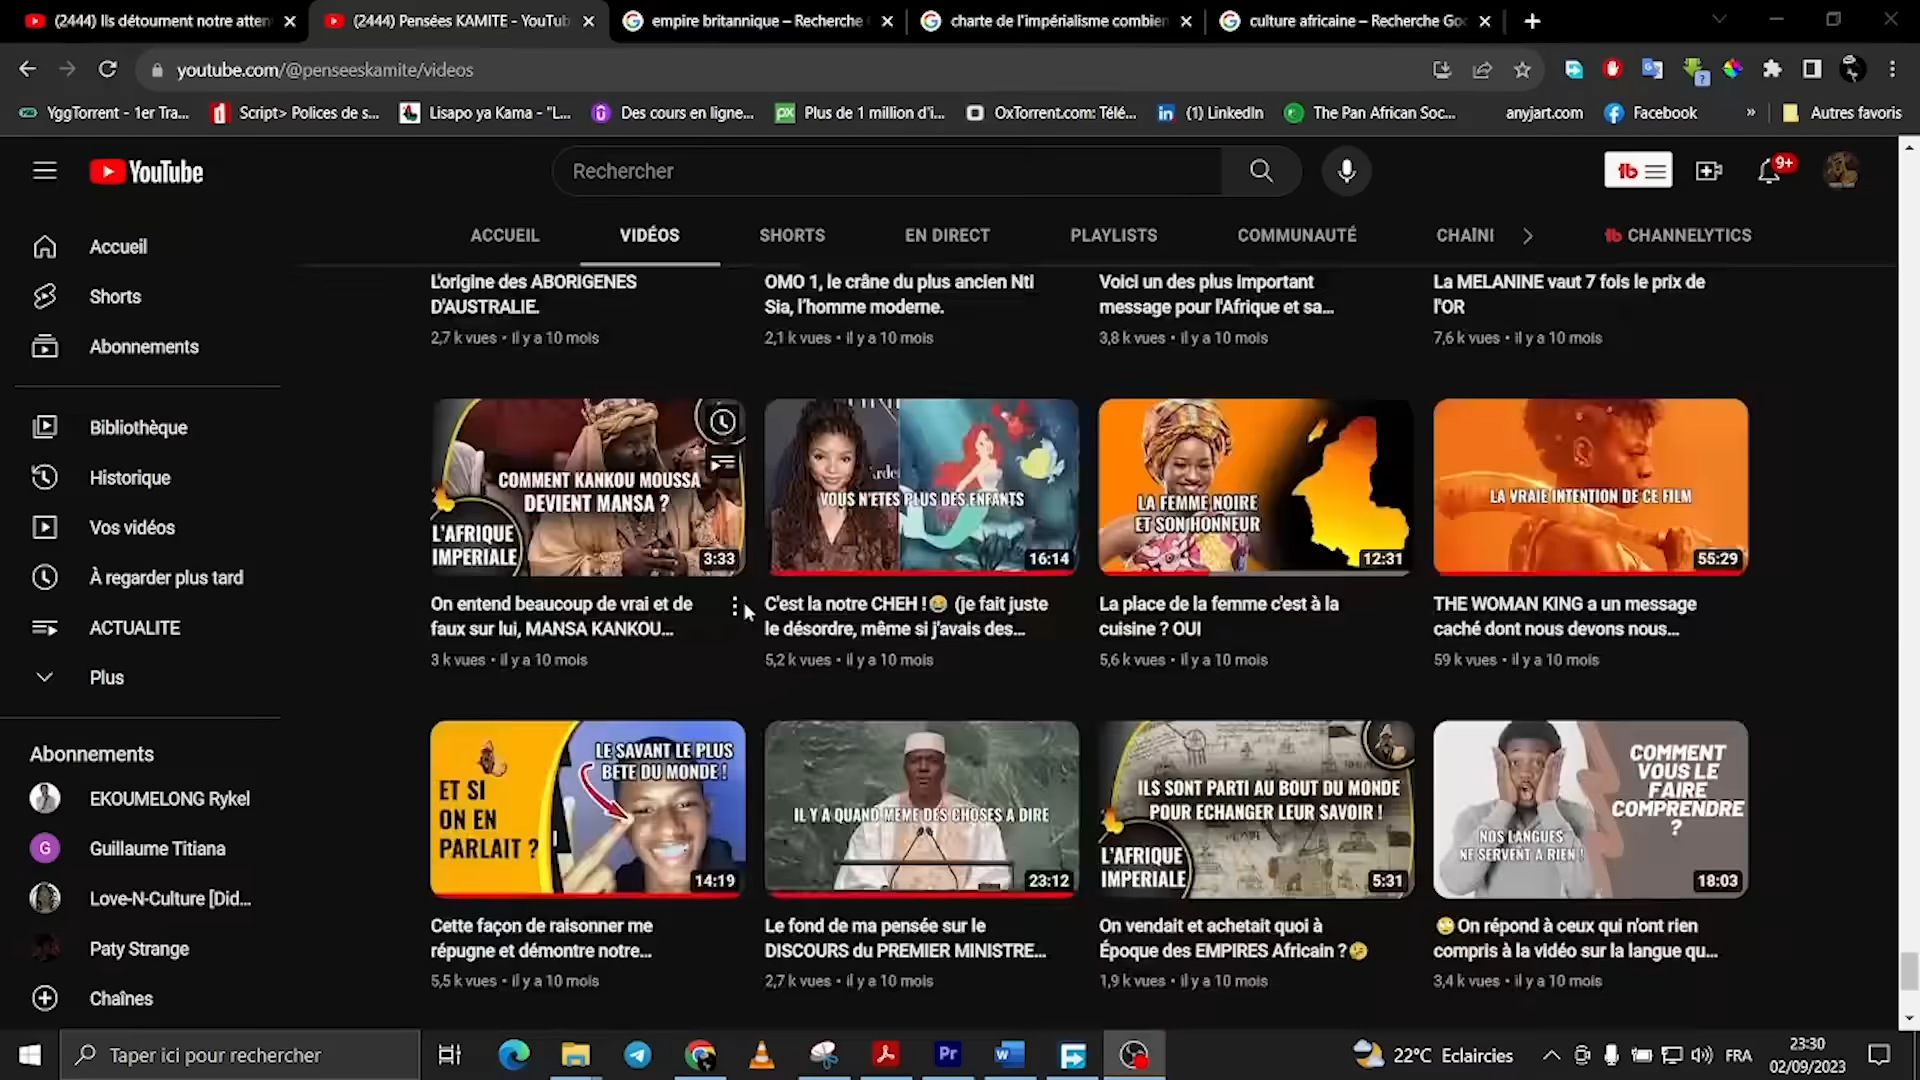 (2444) Ils détournent notre atten
(2444) Pensées KAMITE - YouTub
empire britannique – Recherche
charte de l'impérialisme combien
culture africaine – Recherche Goo
youtube.com/@penseeskamite/videos
YggTorrent - 1er Tra...
Script> Polices de s...
Lisapo ya Kama - "L...
Des cours en ligne...
Plus de 1 million d'i...
OxTorrent.com: Télé...
(1) LinkedIn
The Pan African Soc...
anyjart.com
Facebook
»
Autres favoris
YouTube
Rechercher
9+
ACCUEIL
VIDÉOS
SHORTS
EN DIRECT
PLAYLISTS
COMMUNAUTÉ
CHAÎNI
CHANNELYTICS
Accueil
Shorts
Abonnements
Bibliothèque
Historique
Vos vidéos
À regarder plus tard
ACTUALITE
Plus
Abonnements
EKOUMELONG Rykel
G
Guillaume Titiana
Love-N-Culture [Did...
Paty Strange
Chaînes
L'origine des ABORIGENES
D'AUSTRALIE.
2,7 k vues • il y a 10 mois
OMO 1, le crâne du plus ancien Nti
Sia, l'homme moderne.
2,1 k vues • il y a 10 mois
Voici un des plus important
message pour l'Afrique et sa...
3,8 k vues • il y a 10 mois
La MELANINE vaut 7 fois le prix de
l'OR
7,6 k vues • il y a 10 mois
COMMENT KANKOU MOUSSA
DEVIENT MANSA ?
L'AFRIQUE
IMPERIALE
3:33
On entend beaucoup de vrai et de
faux sur lui, MANSA KANKOU...
3 k vues • il y a 10 mois
VOUS N'ETES PLUS DES ENFANTS
16:14
C'est la notre CHEH !😂 (je fait juste
le désordre, même si j'avais des...
5,2 k vues • il y a 10 mois
LA FEMME NOIRE
ET SON HONNEUR
12:31
La place de la femme c'est à la
cuisine ? OUI
5,6 k vues • il y a 10 mois
LA VRAIE INTENTION DE CE FILM
55:29
THE WOMAN KING a un message
caché dont nous devons nous...
59 k vues • il y a 10 mois
ET SI
ON EN
PARLAIT ?
LE SAVANT LE PLUS
BETE DU MONDE !
14:19
Cette façon de raisonner me
répugne et démontre notre...
5,5 k vues • il y a 10 mois
IL Y A QUAND MEME DES CHOSES A DIRE
23:12
Le fond de ma pensée sur le
DISCOURS du PREMIER MINISTRE...
2,7 k vues • il y a 10 mois
ILS SONT PARTI AU BOUT DU MONDE
POUR ECHANGER LEUR SAVOIR !
L'AFRIQUE
IMPERIALE
5:31
On vendait et achetait quoi à
Époque des EMPIRES Africain ?🤔
1,9 k vues • il y a 10 mois
COMMENT
VOUS LE
FAIRE
COMPRENDRE
?
NOS LANGUES
NE SERVENT A RIEN !
18:03
🙄On répond à ceux qui n'ont rien
compris à la vidéo sur la langue qu...
3,4 k vues • il y a 10 mois
Taper ici pour rechercher
Pr
22°C Eclaircies
FRA
23:30
02/09/2023